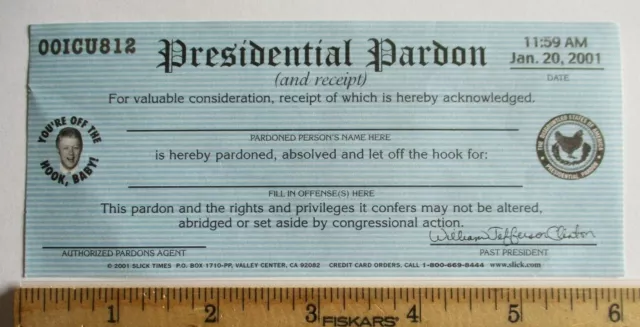 00ICU812
Presidential Pardon
11:59 AM
Jan. 20, 2001
(and receipt)
DATE
For valuable consideration, receipt of which is hereby acknowledged.
YOU'RE OFF THE
HOOK, BABY!
PARDONED PERSON'S NAME HERE
is hereby pardoned, absolved and let off the hook for:
PRESIDENTIAL PARDON
FILL IN OFFENSE(S) HERE
This pardon and the rights and privileges it confers may not be altered,
abridged or set aside by congressional action.
William Jefferson Clinton
AUTHORIZED PARDONS AGENT
PAST PRESIDENT
© 2001 SLICK TIMES P.O. BOX 1710-PP, VALLEY CENTER, CA 92082 CREDIT CARD ORDERS, CALL 1-800-669-8444 www.slick.com
1 2 3 4 5 6
FISKARS